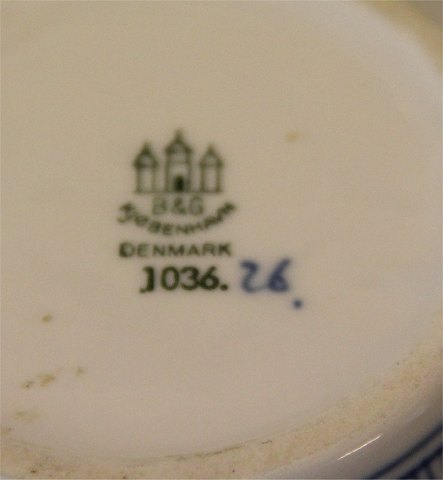 B&G
KJØBENHAVN
DENMARK
1036. 26.